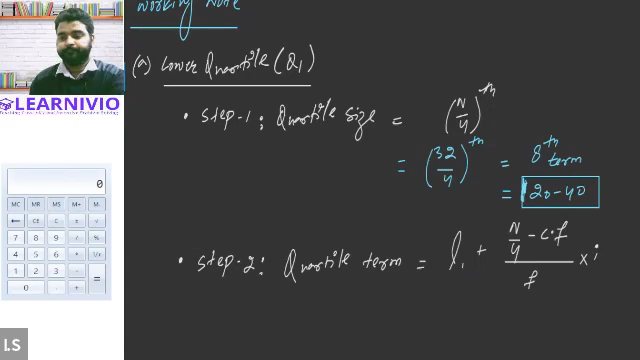 Working Note
(a) Lower Quartile (Q1)
• Step-1: Quartile Size = (N/4)th
= (32/4)th = 8th term
= 20-40
• Step-2: Quartile term = l1 + (N/4 - c.f)/f × i
LEARNIVIO
0
MC MR MS M+ M-
← CE C ± √
7 8 9 / %
4 5 6 * 1/x
1 2 3 - =
0 . +
I.S